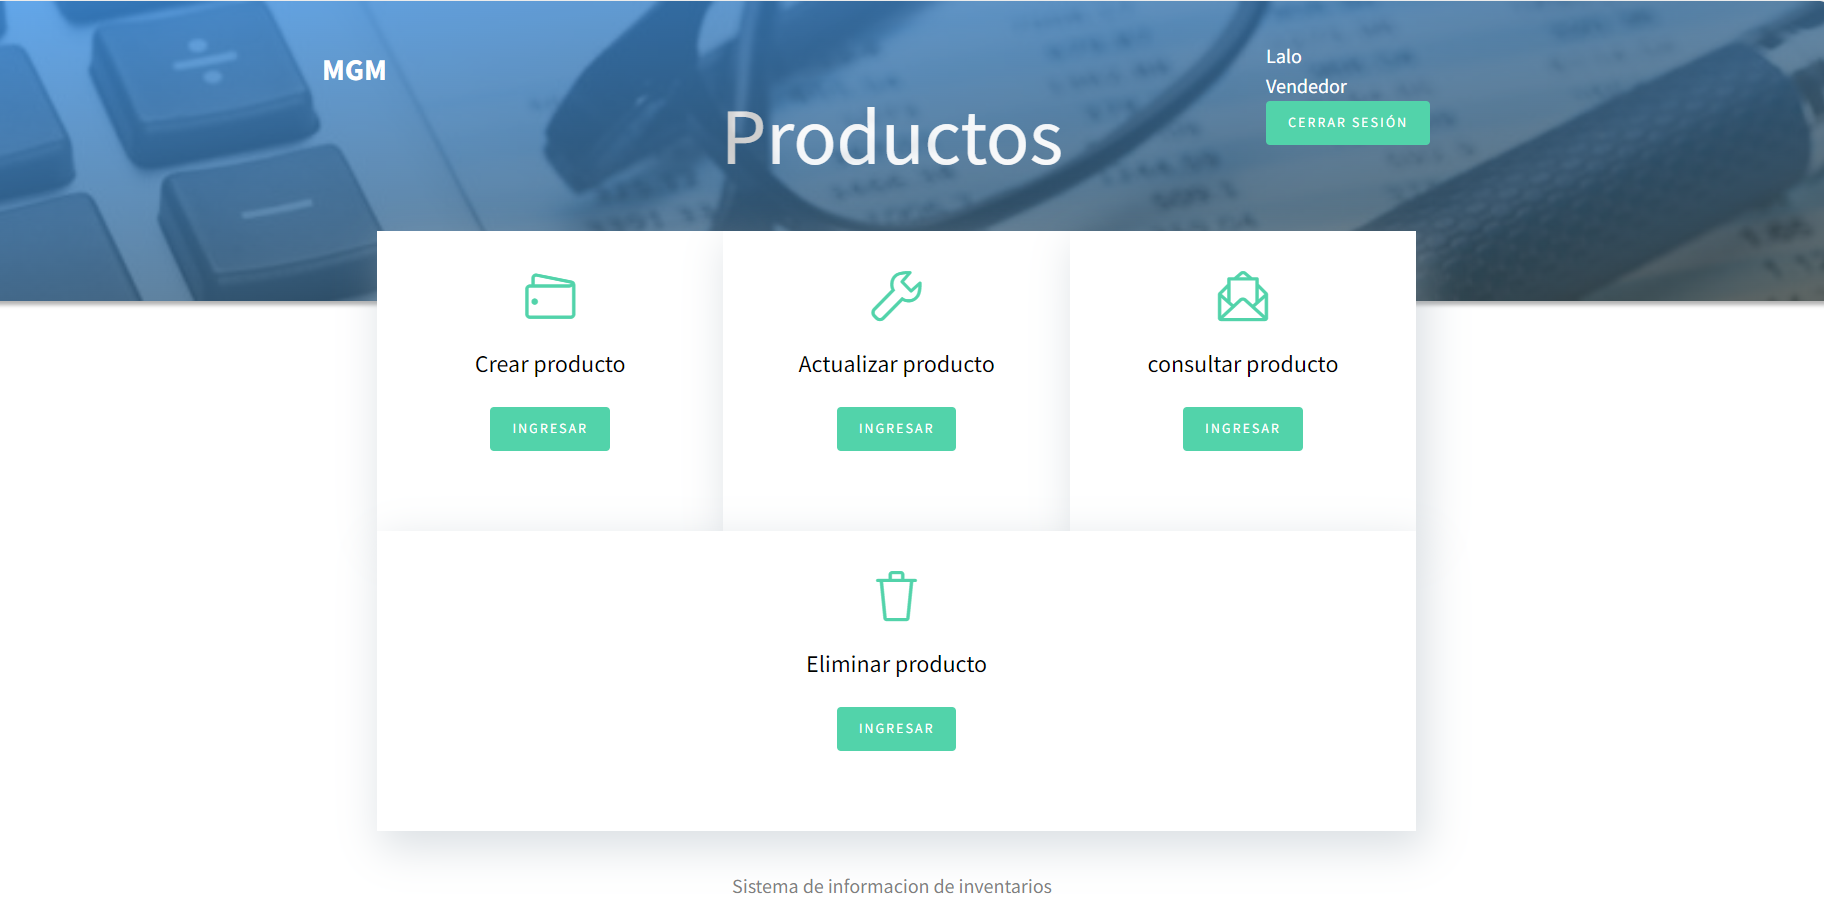 MGM
Lalo
Vendedor
CERRAR SESIÓN
Productos
Crear producto
INGRESAR
Actualizar producto
INGRESAR
consultar producto
INGRESAR
Eliminar producto
INGRESAR
Sistema de informacion de inventarios